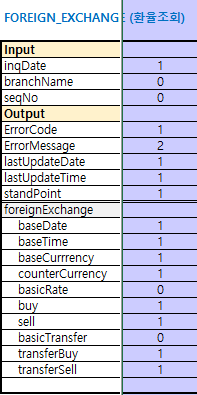 FOREIGN_EXCHANGE (환율조회)
Input
inqDate 1
branchName 0
seqNo 0
Output
ErrorCode 1
ErrorMessage 2
lastUpdateDate 1
lastUpdateTime 1
standPoint 1
foreignExchange
baseDate 1
baseTime 1
baseCurrrency 1
counterCurrency 1
basicRate 0
buy 1
sell 1
basicTransfer 0
transferBuy 1
transferSell 1